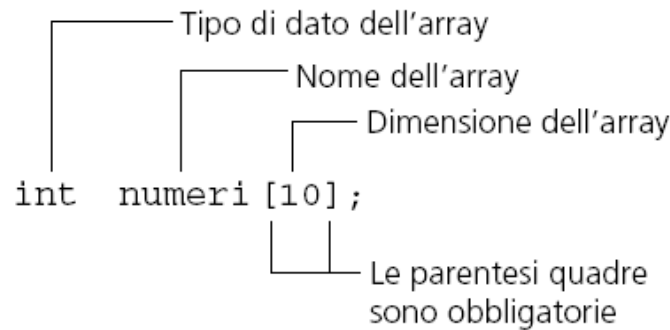 Tipo di dato dell'array
Nome dell'array
Dimensione dell'array
int numeri [10];
Le parentesi quadre
sono obbligatorie